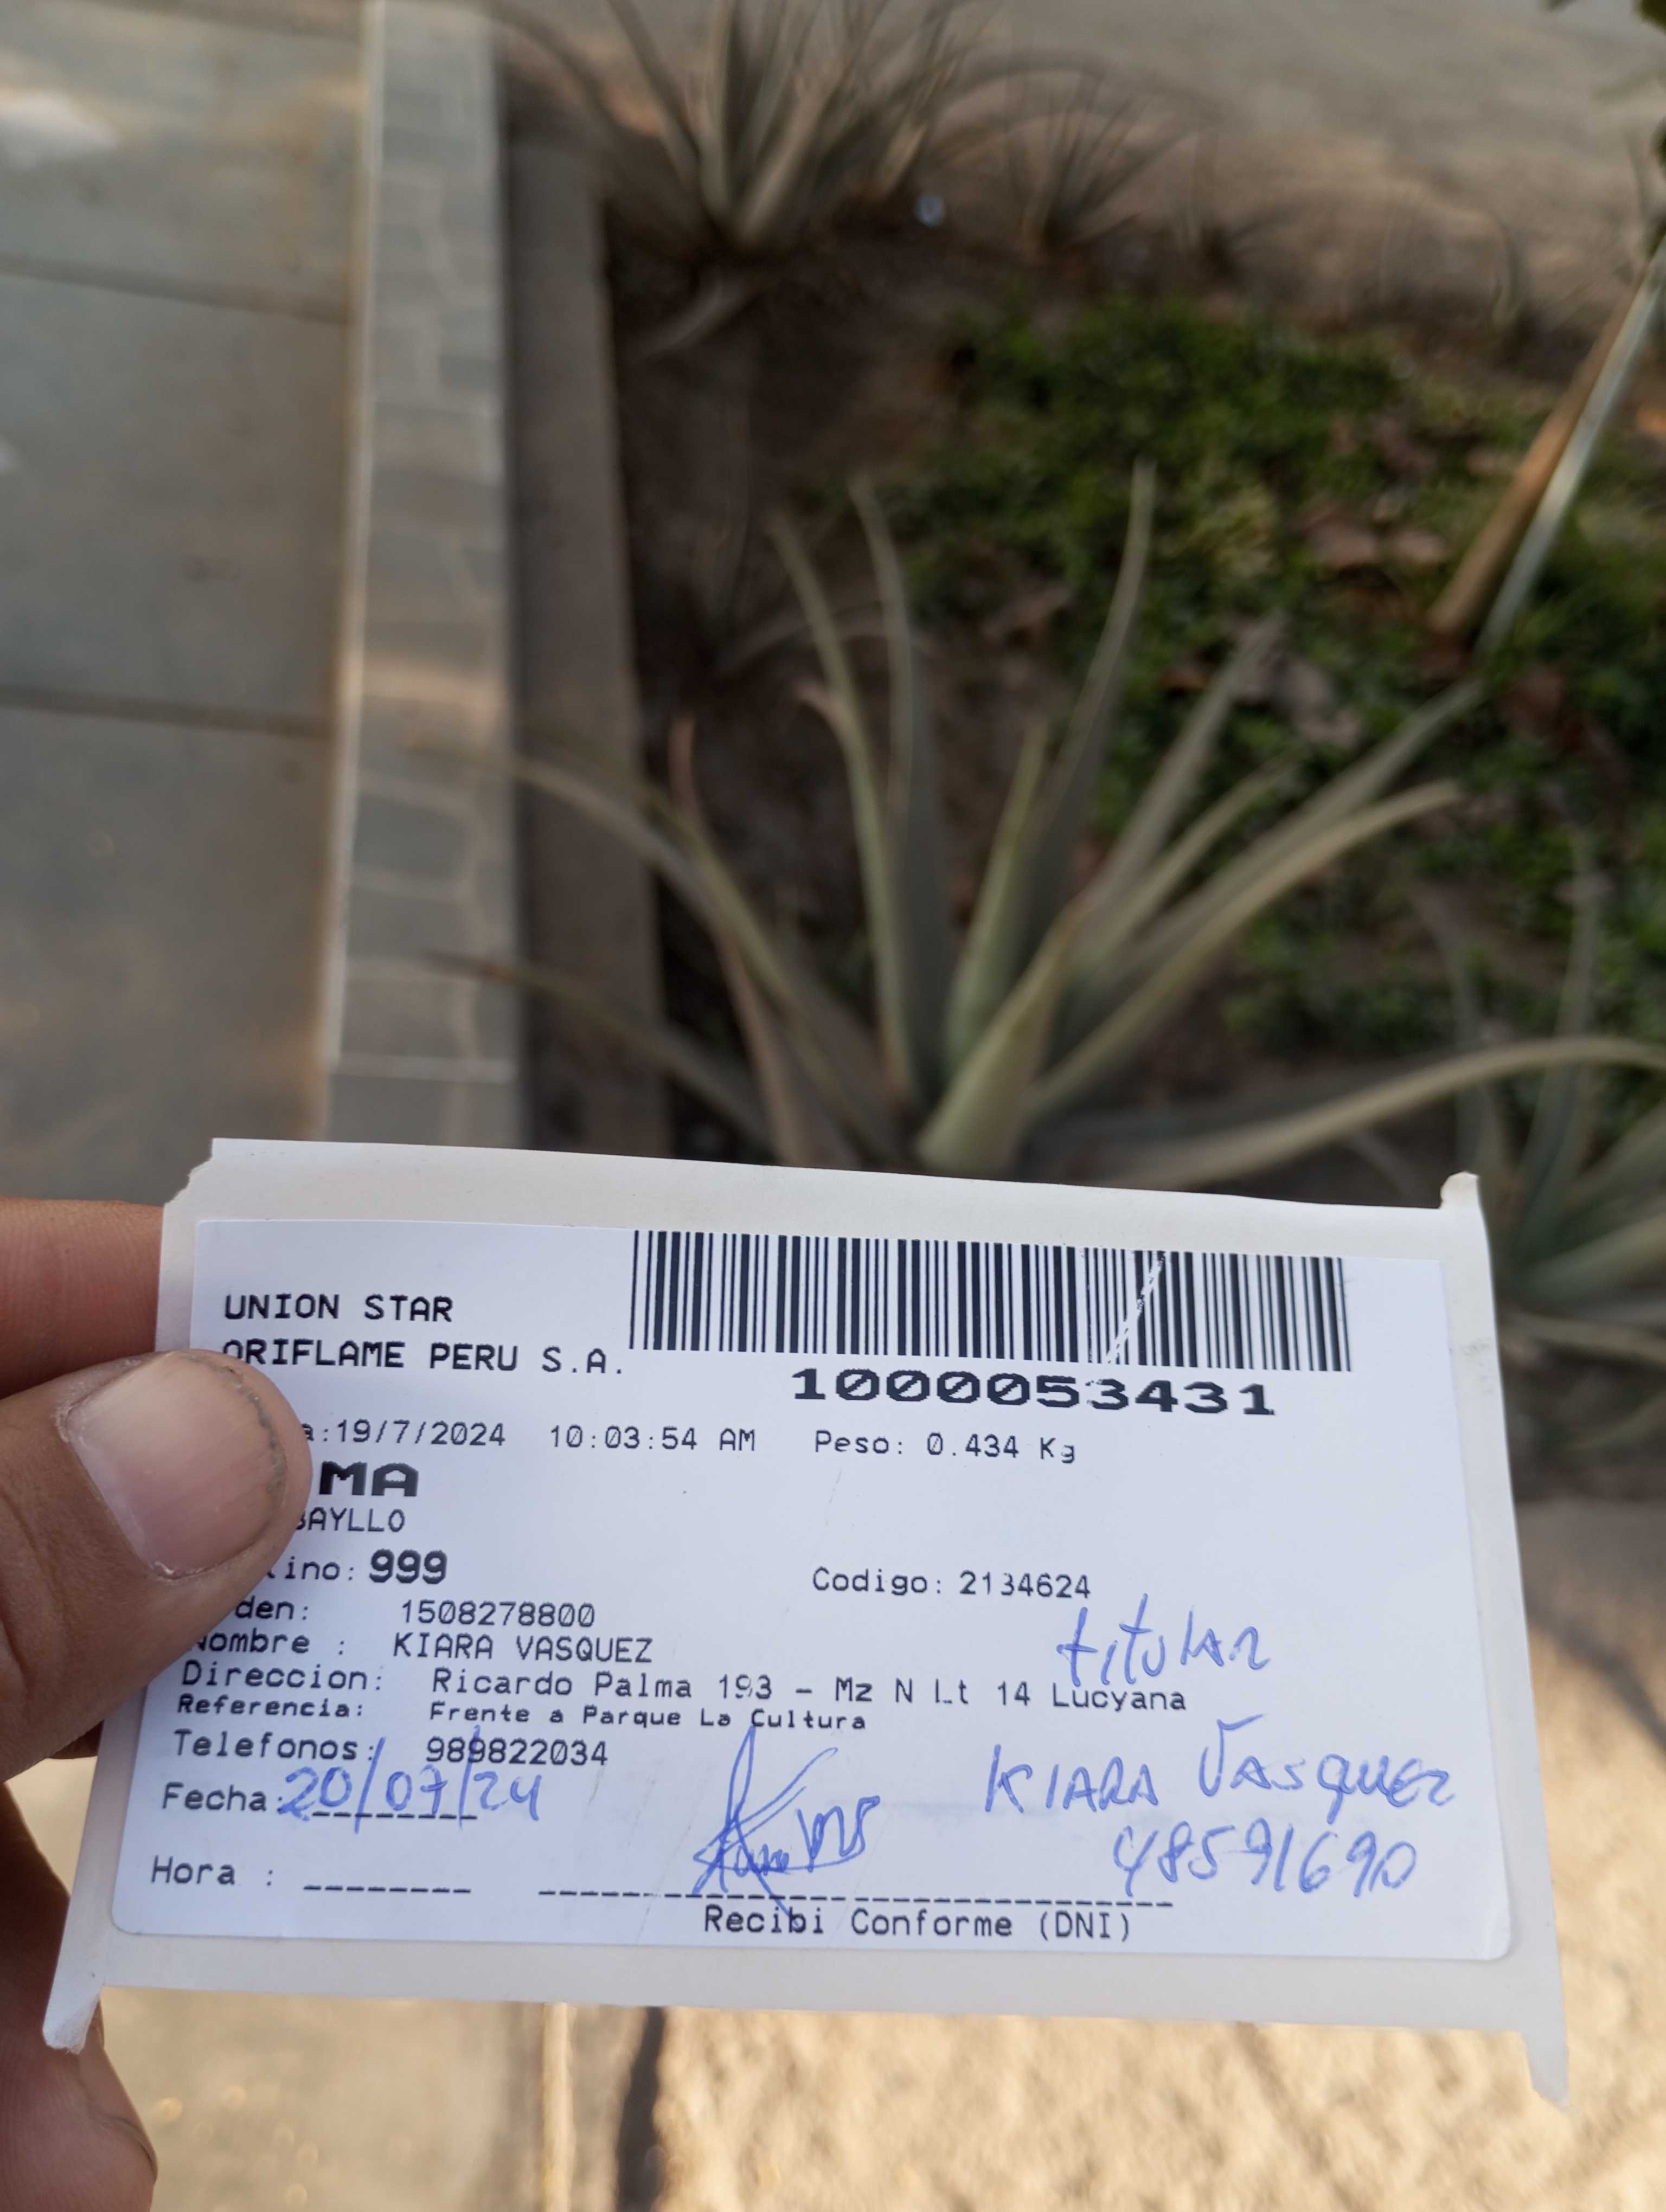 UNION STAR
ORIFLAME PERU S.A.
1000053431
a:19/7/2024 10:03:54 AM Peso: 0.434 Kg
MA
BAYLLO
ino: 999 Codigo: 2134624
den: 1508278800
titular
Nombre : KIARA VASQUEZ
Direccion: Ricardo Palma 193 - Mz N Lt 14 Lucyana
Referencia: Frente a Parque La Cultura
Telefonos: 989822034
KIARA Vasquez
Fecha: 20/07/24
48591690
Hora : ________
Recibi Conforme (DNI)